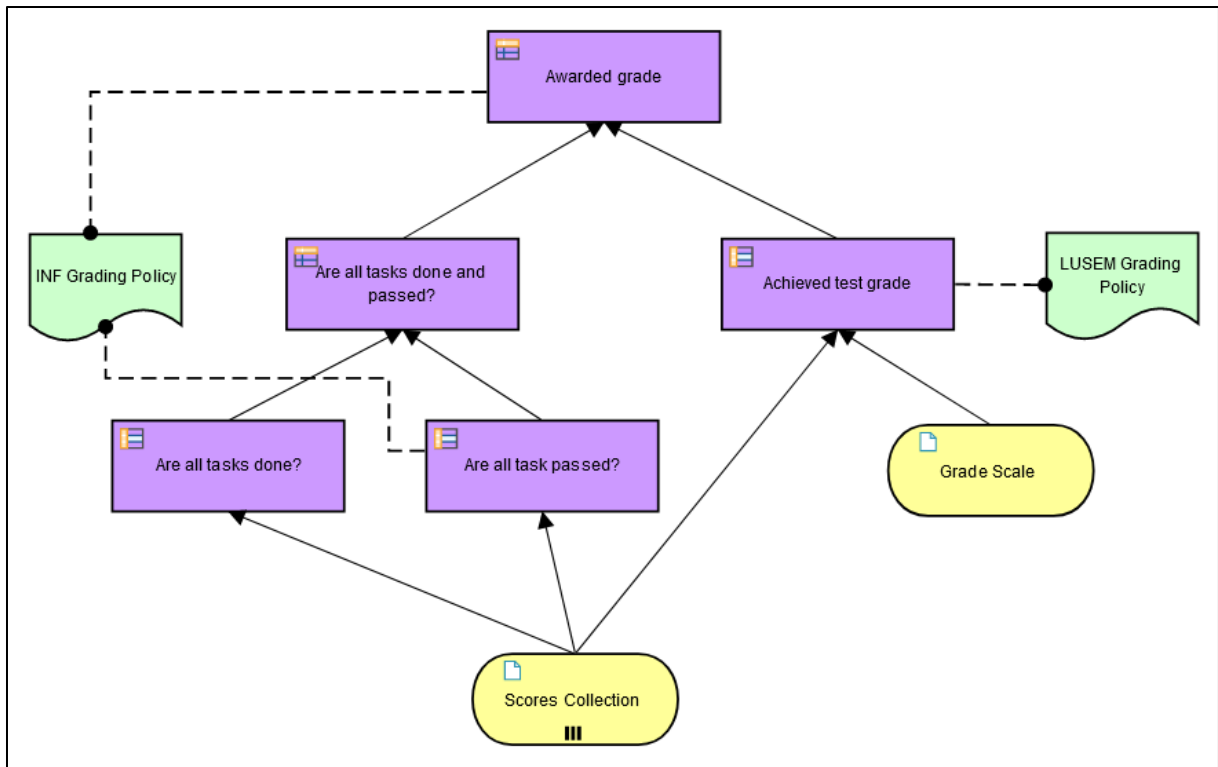 Awarded grade
INF Grading Policy
Are all tasks done and
passed?
Achieved test grade
LUSEM Grading
Policy
Are all tasks done?
Are all task passed?
Grade Scale
Scores Collection